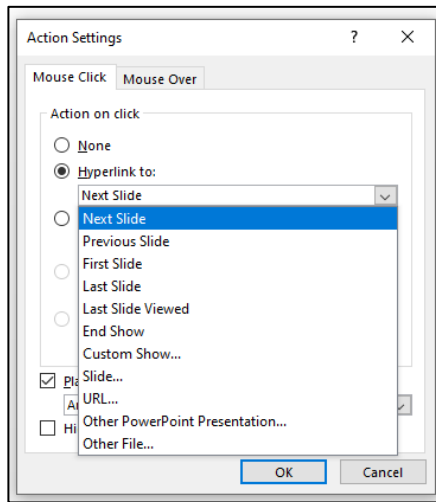 Action Settings
?
Mouse Click Mouse Over
Action on click
None
Hyperlink to:
Next Slide
Next Slide
Previous Slide
First Slide
Last Slide
Last Slide Viewed
End Show
Custom Show...
Slide...
URL...
Other PowerPoint Presentation...
Other File...
OK Cancel